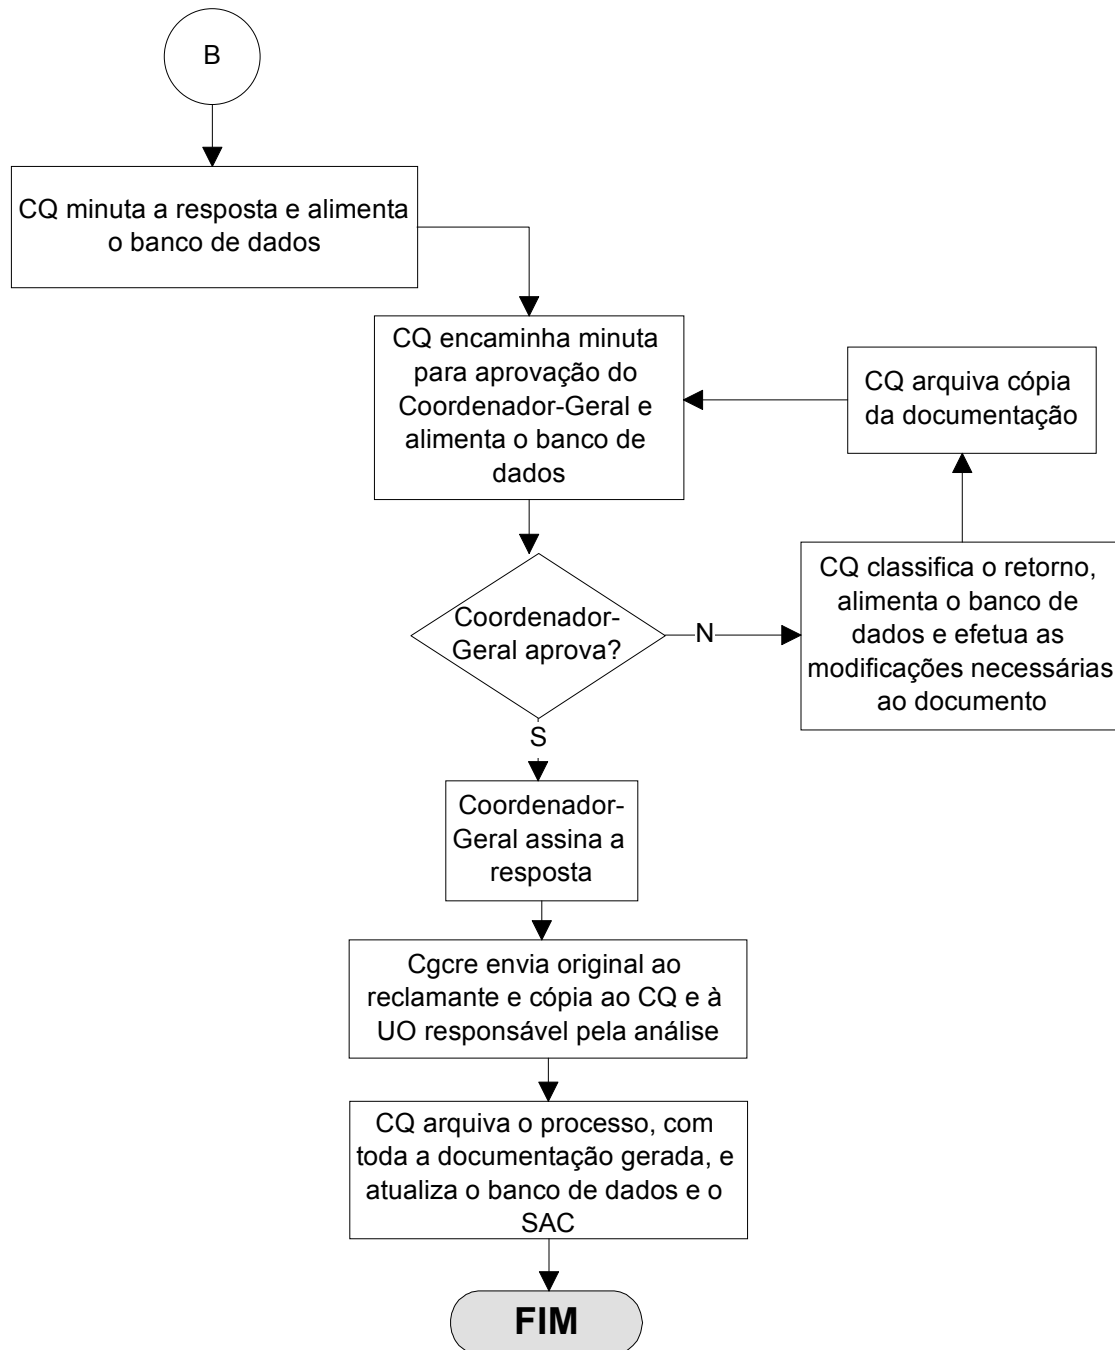 B
CQ minuta a resposta e alimenta
o banco de dados
CQ encaminha minuta
para aprovação do
Coordenador-Geral e
alimenta o banco de
dados
CQ arquiva cópia
da documentação
CQ classifica o retorno,
alimenta o banco de
dados e efetua as
modificações necessárias
ao documento
Coordenador-
Geral aprova?
N
S
Coordenador-
Geral assina a
resposta
Cgcre envia original ao
reclamante e cópia ao CQ e à
UO responsável pela análise
CQ arquiva o processo, com
toda a documentação gerada, e
atualiza o banco de dados e o
SAC
FIM